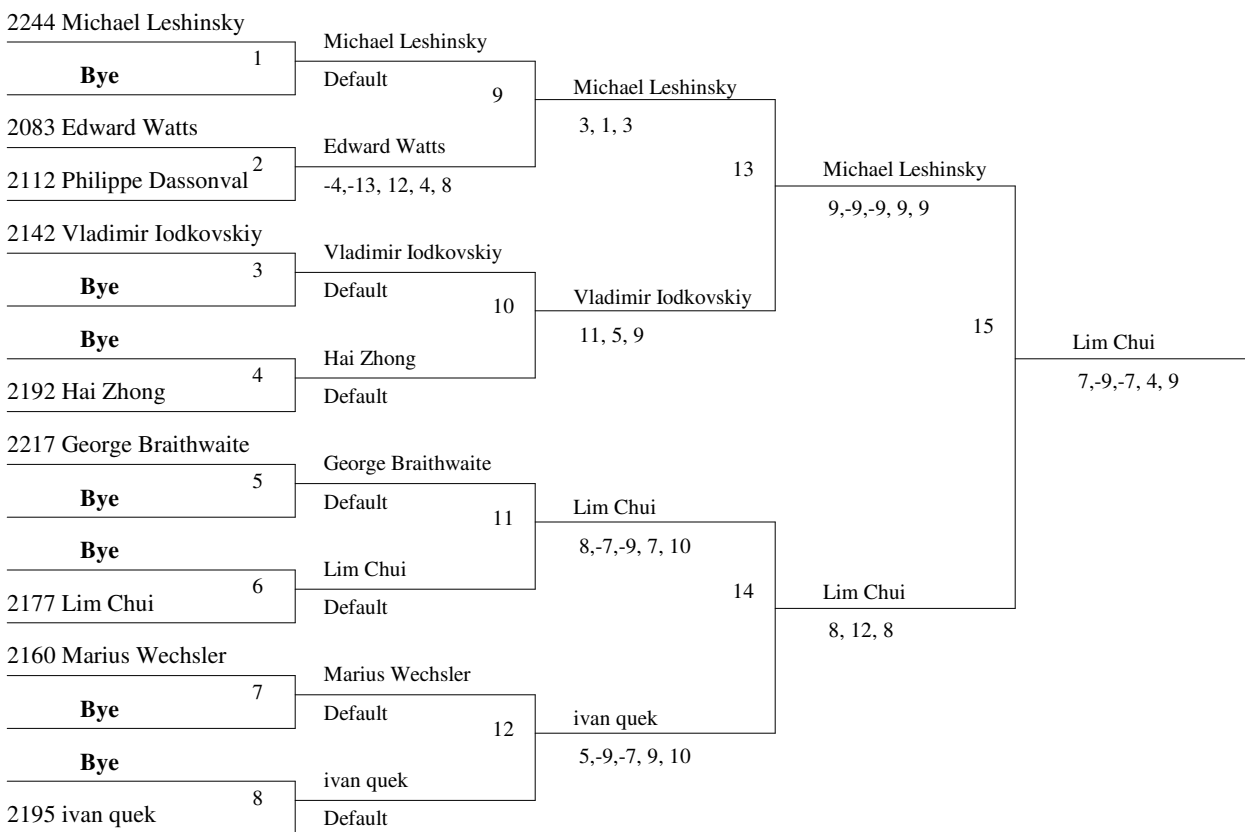 2244 Michael Leshinsky
1
Bye
2083 Edward Watts
2
2112 Philippe Dassonval
2142 Vladimir Iodkovskiy
3
Bye
Bye
4
2192 Hai Zhong
2217 George Braithwaite
5
Bye
Bye
6
2177 Lim Chui
2160 Marius Wechsler
7
Bye
Bye
8
2195 ivan quek
Michael Leshinsky
Default
9
Edward Watts
-4,-13, 12, 4, 8
Vladimir Iodkovskiy
Default
10
Hai Zhong
Default
George Braithwaite
Default
11
Lim Chui
Default
Marius Wechsler
Default
12
ivan quek
Default
Michael Leshinsky
3, 1, 3
13
Vladimir Iodkovskiy
11, 5, 9
Lim Chui
8,-7,-9, 7, 10
14
ivan quek
5,-9,-7, 9, 10
Michael Leshinsky
9,-9,-9, 9, 9
15
Lim Chui
8, 12, 8
Lim Chui
7,-9,-7, 4, 9